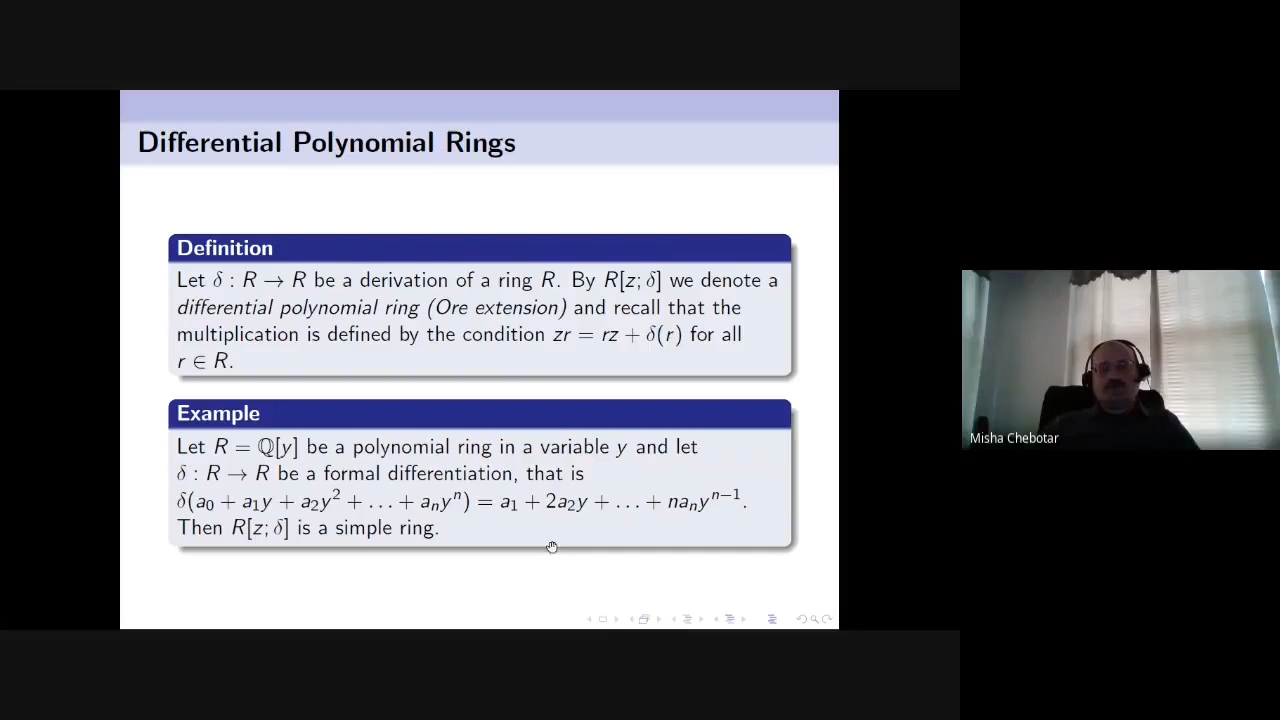 Differential Polynomial Rings
Definition
Let δ : R → R be a derivation of a ring R. By R[z; δ] we denote a
differential polynomial ring (Ore extension) and recall that the
multiplication is defined by the condition zr = rz + δ(r) for all
r ∈ R.
Example
Let R = ℚ[y] be a polynomial ring in a variable y and let
δ : R → R be a formal differentiation, that is
δ(a₀ + a₁y + a₂y² + . . . + aₙyⁿ) = a₁ + 2a₂y + . . . + naₙyⁿ⁻¹.
Then R[z; δ] is a simple ring.
Misha Chebotar